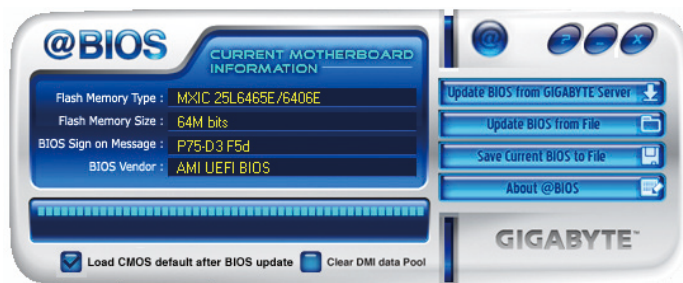 @BIOS
CURRENT MOTHERBOARD
INFORMATION
Flash Memory Type : MXIC 25L6465E/6406E
Flash Memory Size : 64M bits
BIOS Sign on Message : P75-D3 F5d
BIOS Vendor : AMI UEFI BIOS
Load CMOS default after BIOS update
Clear DMI data Pool
@
?
–
X
Update BIOS from GIGABYTE Server
Update BIOS from File
Save Current BIOS to File
About @BIOS
GIGABYTE™